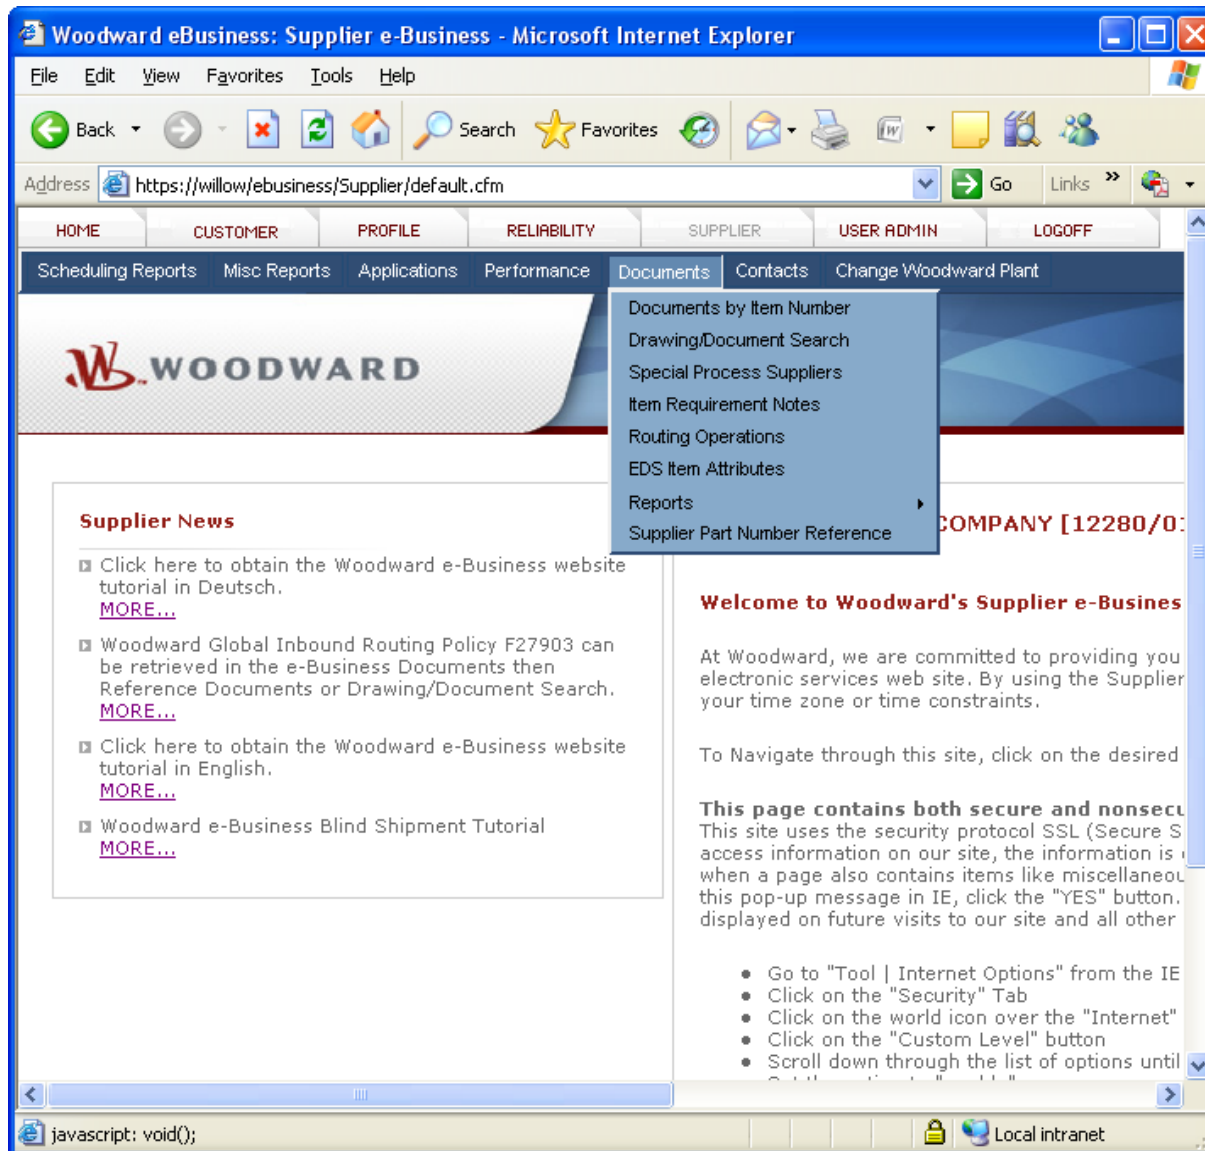 Woodward eBusiness: Supplier e-Business - Microsoft Internet Explorer
File Edit View Favorites Tools Help
Back Search Favorites
Address https://willow/ebusiness/Supplier/default.cfm Go Links »
HOME CUSTOMER PROFILE RELIABILITY SUPPLIER USER ADMIN LOGOFF
Scheduling Reports Misc Reports Applications Performance Documents Contacts Change Woodward Plant
Documents by Item Number
Drawing/Document Search
Special Process Suppliers
Item Requirement Notes
Routing Operations
EDS Item Attributes
Reports
Supplier Part Number Reference
W WOODWARD
Supplier News
Click here to obtain the Woodward e-Business website
tutorial in Deutsch.
MORE...
Woodward Global Inbound Routing Policy F27903 can
be retrieved in the e-Business Documents then
Reference Documents or Drawing/Document Search.
MORE...
Click here to obtain the Woodward e-Business website
tutorial in English.
MORE...
Woodward e-Business Blind Shipment Tutorial
MORE...
COMPANY [12280/01
Welcome to Woodward's Supplier e-Busines
At Woodward, we are committed to providing you
electronic services web site. By using the Supplier
your time zone or time constraints.
To Navigate through this site, click on the desired
This page contains both secure and nonsecu
This site uses the security protocol SSL (Secure S
access information on our site, the information is
when a page also contains items like miscellaneou
this pop-up message in IE, click the "YES" button.
displayed on future visits to our site and all other
Go to "Tool | Internet Options" from the IE
Click on the "Security" Tab
Click on the world icon over the "Internet"
Click on the "Custom Level" button
Scroll down through the list of options until
javascript: void(); Local intranet